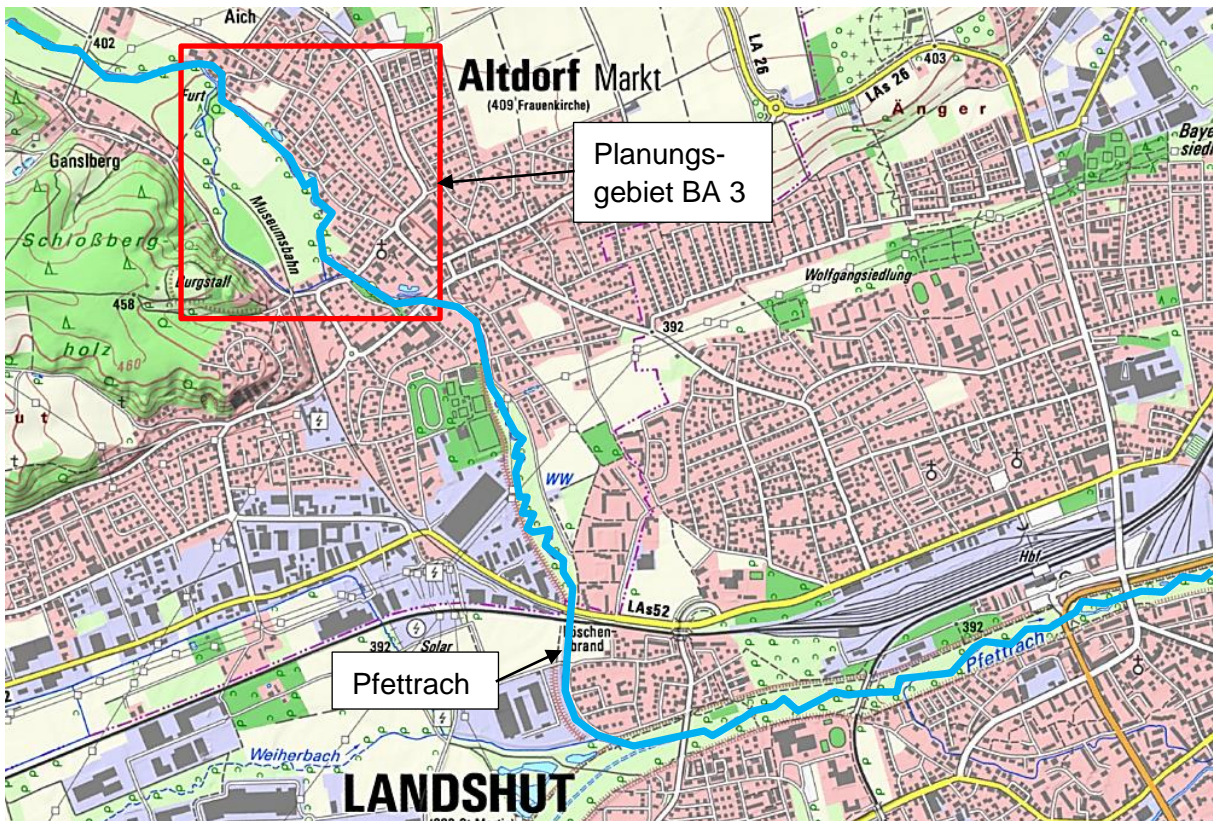 Aich
402
Altdorf Markt
(409 Frauenkirche)
LA 26
LAs 26
403
Änger
Furt
Planungs-
gebiet BA 3
Ganslberg
Museumsbahn
Schloßberg-
Burgstall
458
holz
460
Wolfgangsiedlung
392
WW
Hbf
LAs52
392
Solar
392
Pfettrach
Pfettrach
Weiherbach
LANDSHUT